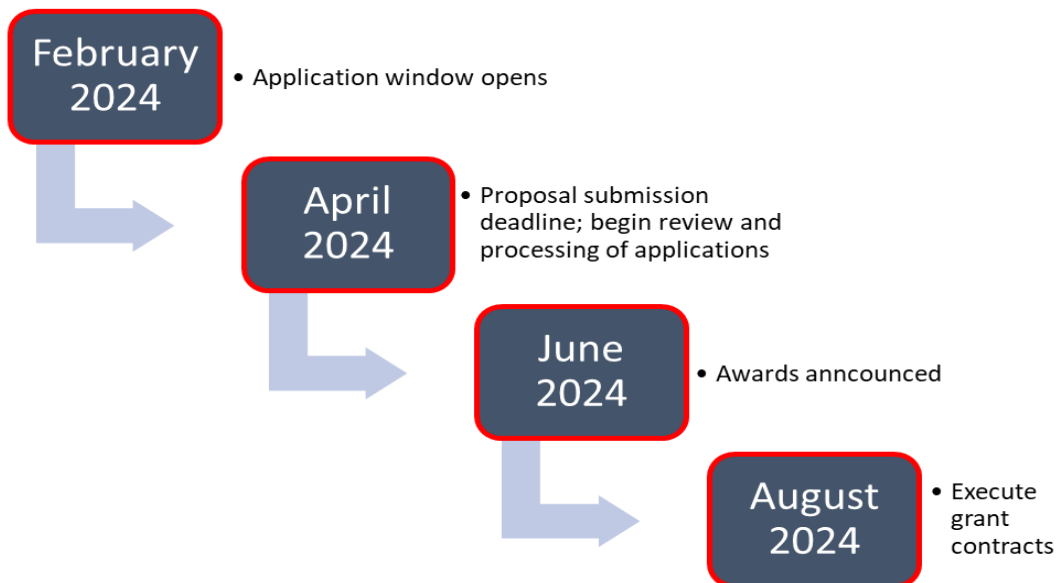 February
2024
• Application window opens
April
2024
• Proposal submission
deadline; begin review and
processing of applications
June
2024
• Awards anncounced
August
2024
• Execute
grant
contracts